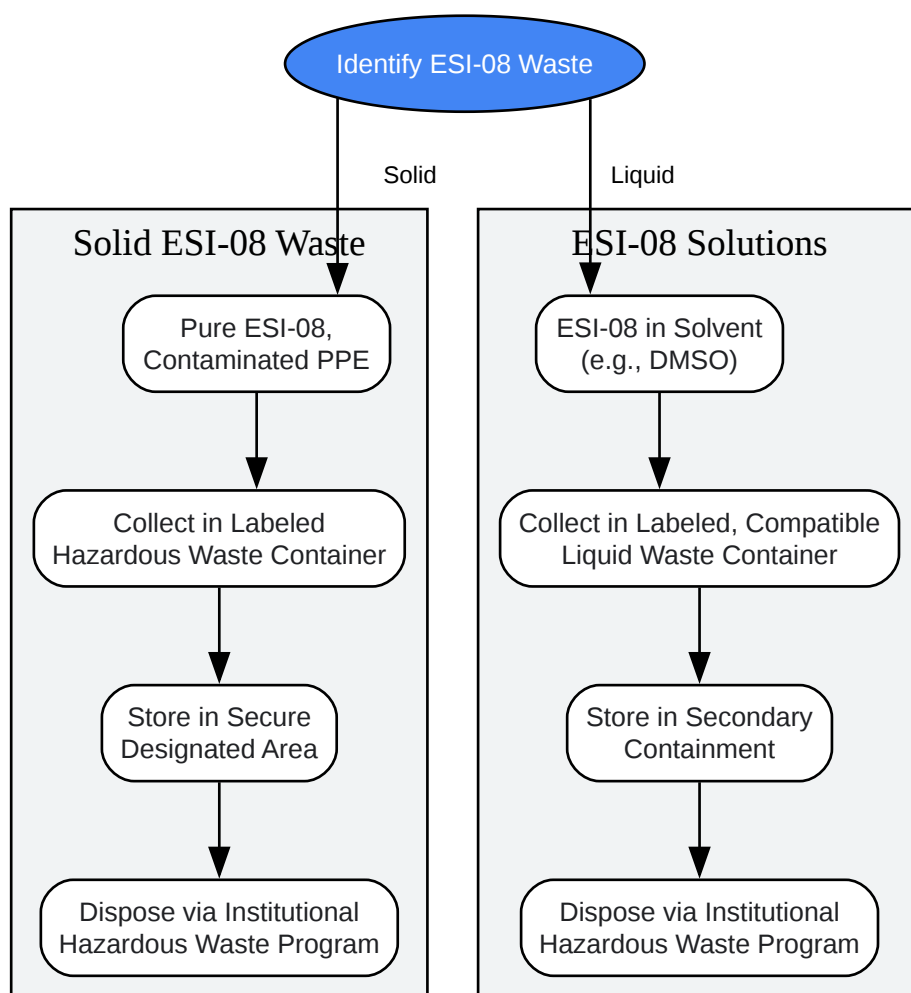 Identify ESI-08 Waste
Solid
Liquid
Solid ESI-08 Waste
Pure ESI-08,
Contaminated PPE
Collect in Labeled
Hazardous Waste Container
Store in Secure
Designated Area
Dispose via Institutional
Hazardous Waste Program
ESI-08 Solutions
ESI-08 in Solvent
(e.g., DMSO)
Collect in Labeled, Compatible
Liquid Waste Container
Store in Secondary
Containment
Dispose via Institutional
Hazardous Waste Program